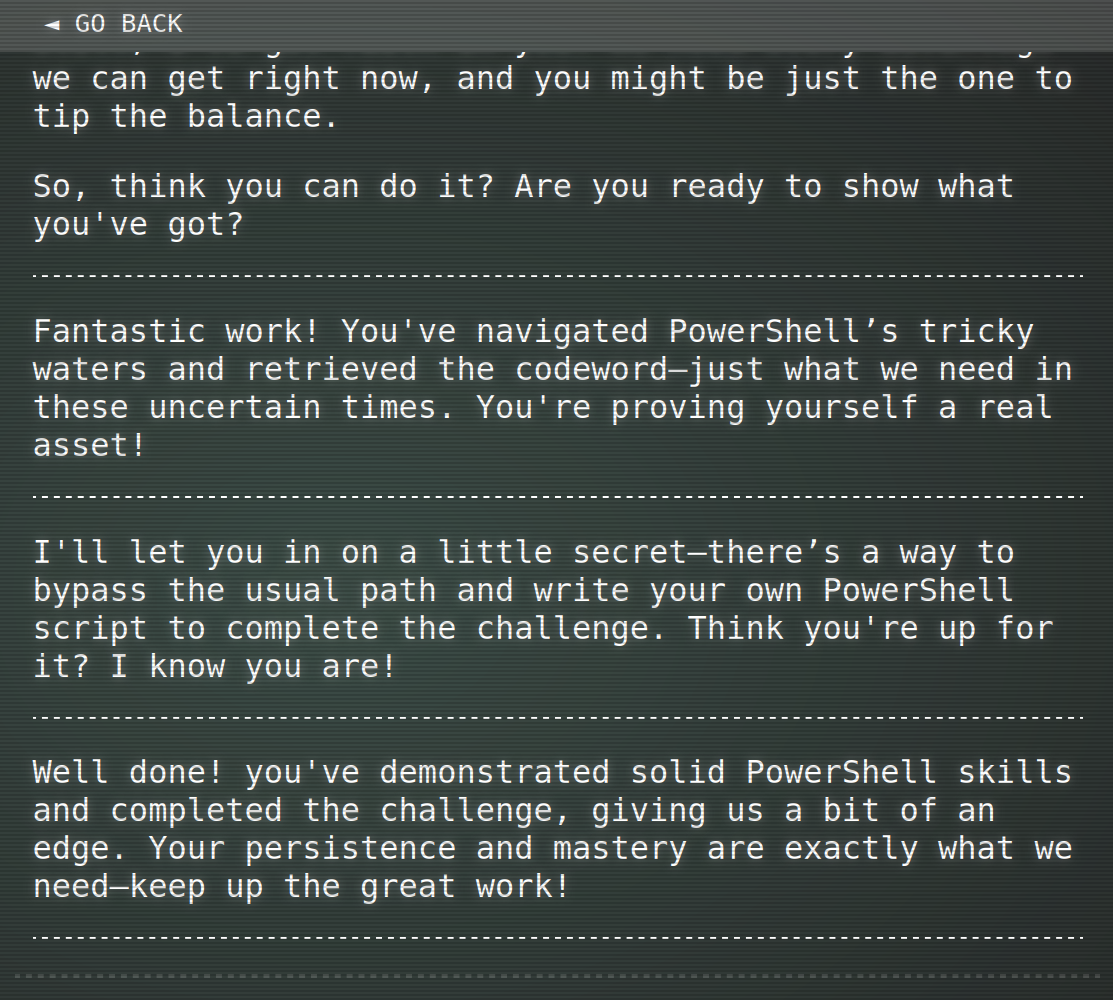 ◄ GO BACK
we can get right now, and you might be just the one to
tip the balance.
So, think you can do it? Are you ready to show what
you've got?
Fantastic work! You've navigated PowerShell’s tricky
waters and retrieved the codeword—just what we need in
these uncertain times. You're proving yourself a real
asset!
I'll let you in on a little secret—there’s a way to
bypass the usual path and write your own PowerShell
script to complete the challenge. Think you're up for
it? I know you are!
Well done! you've demonstrated solid PowerShell skills
and completed the challenge, giving us a bit of an
edge. Your persistence and mastery are exactly what we
need—keep up the great work!